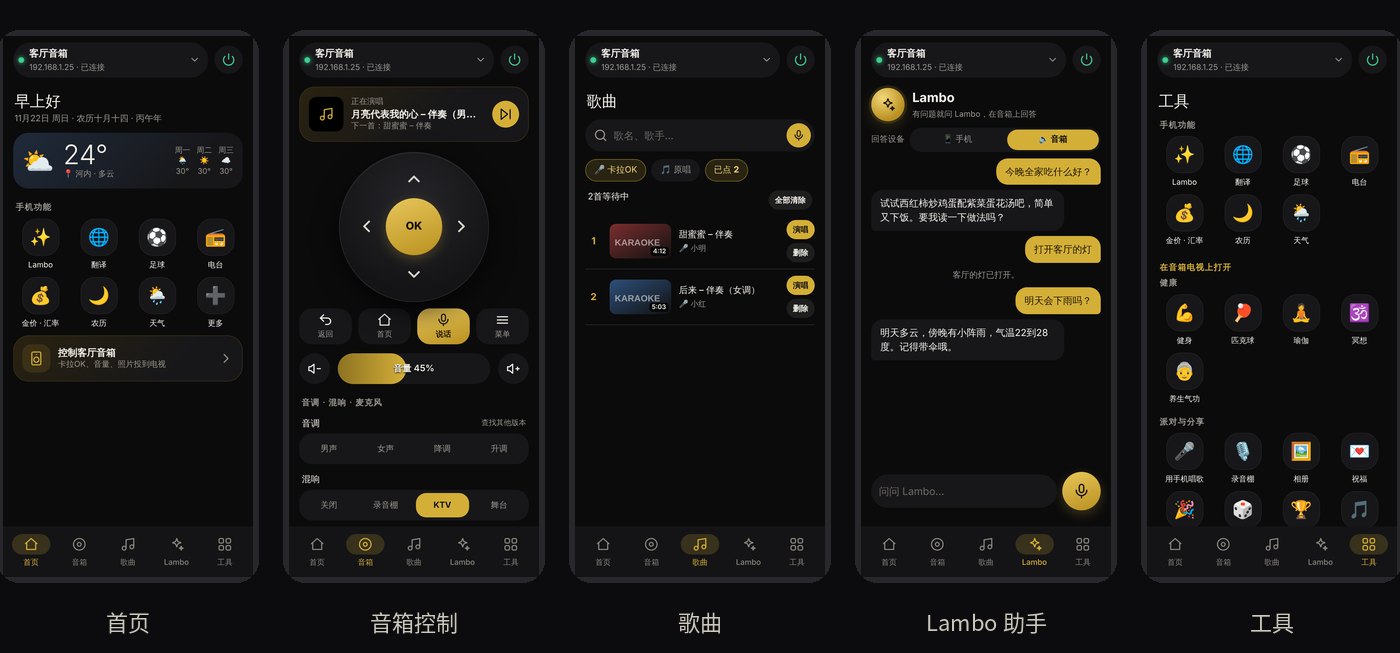 客厅音箱
192.168.1.25 · 已连接
早上好
11月22日 周日 · 农历十月十四 · 丙午年
24°
📍 河内 · 多云
周一 周二 周三
30° 30° 30°
手机功能
Lambo 翻译 足球 电台
金价 · 汇率 农历 天气 更多
控制客厅音箱
卡拉OK、音量、照片投到电视
首页 音箱 歌曲 Lambo 工具
首页
客厅音箱
192.168.1.25 · 已连接
正在演唱
月亮代表我的心 – 伴奏（男...
下一首：甜蜜蜜 – 伴奏
OK
返回 首页 说话 菜单
音量 45%
音调 · 混响 · 麦克风
音调 查找其他版本
男声 女声 降调 升调
混响
关闭 录音棚 KTV 舞台
首页 音箱 歌曲 Lambo 工具
音箱控制
客厅音箱
192.168.1.25 · 已连接
歌曲
歌名、歌手...
🎤 卡拉OK 🎵 原唱 已点 2
2首等待中 全部清除
1 KARAOKE 4:12 甜蜜蜜 – 伴奏 演唱
🎤 小明 删除
2 KARAOKE 5:03 后来 – 伴奏（女调） 演唱
🎤 小红 删除
首页 音箱 歌曲 Lambo 工具
歌曲
客厅音箱
192.168.1.25 · 已连接
Lambo
有问题就问 Lambo，在音箱上回答
回答设备 📱 手机 🔊 音箱
今晚全家吃什么好？
试试西红柿炒鸡蛋配紫菜蛋花汤吧，简单
又下饭。要我读一下做法吗？
打开客厅的灯
客厅的灯已打开。
明天会下雨吗？
明天多云，傍晚有小阵雨，气温22到28
度。记得带伞哦。
问问 Lambo...
首页 音箱 歌曲 Lambo 工具
Lambo 助手
客厅音箱
192.168.1.25 · 已连接
工具
手机功能
Lambo 翻译 足球 电台
金价 · 汇率 农历 天气
在音箱电视上打开
健康
健身 匹克球 瑜伽 冥想
养生气功
派对与分享
用手机唱歌 录音棚 相册 祝福
首页 音箱 歌曲 Lambo 工具
工具